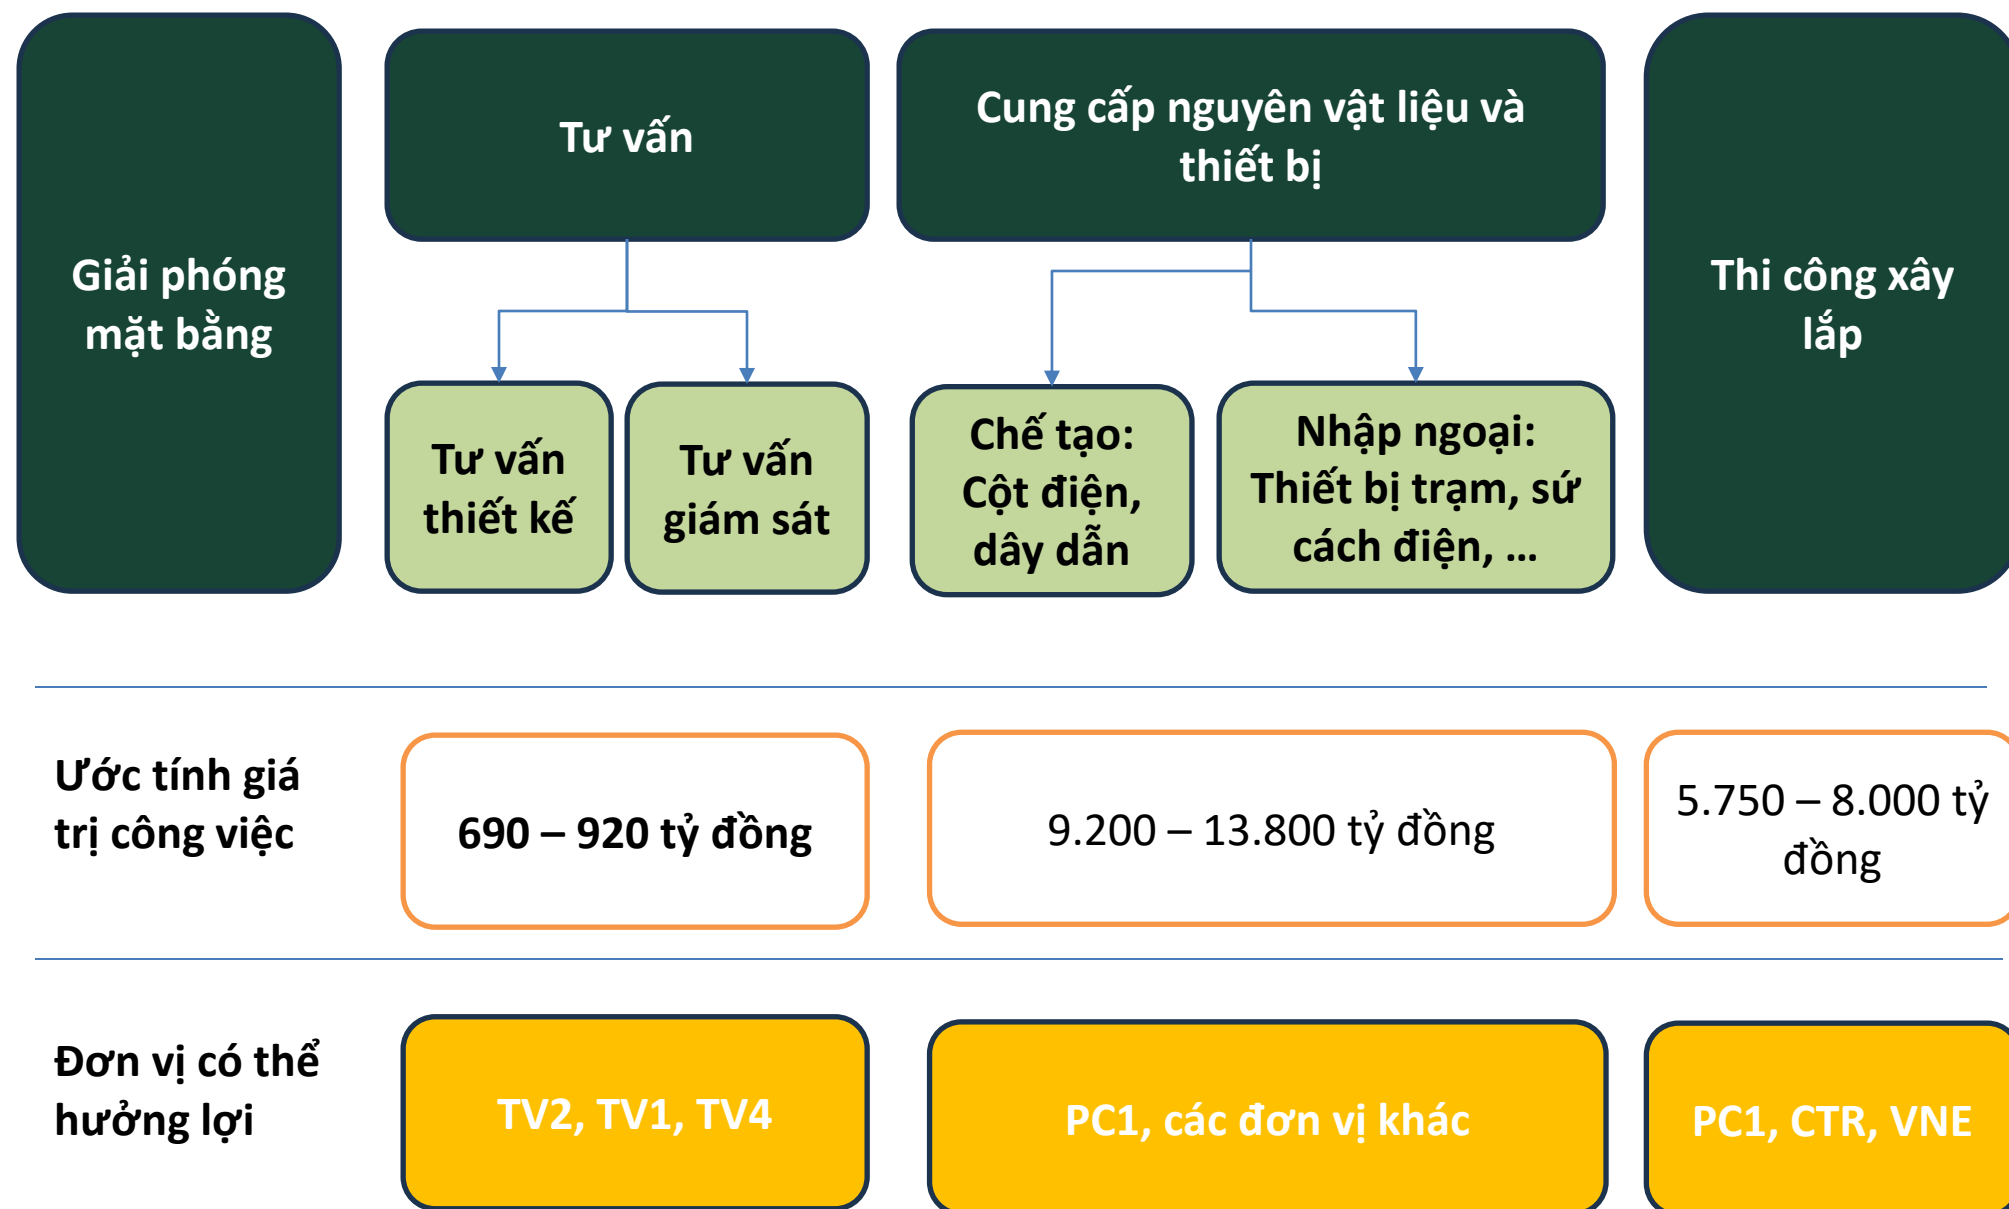 Giải phóng
mặt bằng
Tư vấn
Cung cấp nguyên vật liệu và
thiết bị
Thi công xây
lắp
Tư vấn
thiết kế
Tư vấn
giám sát
Chế tạo:
Cột điện,
dây dẫn
Nhập ngoại:
Thiết bị trạm, sứ
cách điện, ...
Ước tính giá
trị công việc
690 – 920 tỷ đồng
9.200 – 13.800 tỷ đồng
5.750 – 8.000 tỷ
đồng
Đơn vị có thể
hưởng lợi
TV2, TV1, TV4
PC1, các đơn vị khác
PC1, CTR, VNE